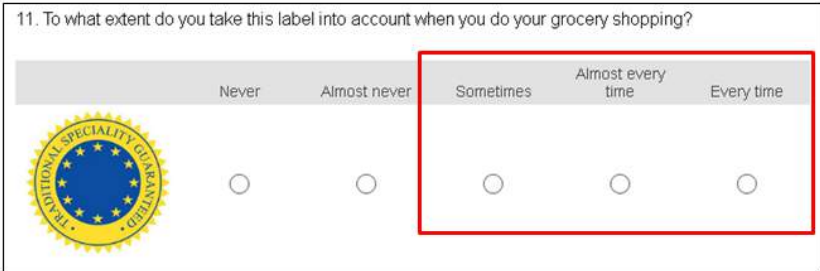 11. To what extent do you take this label into account when you do your grocery shopping?
Never Almost never Sometimes Almost every time Every time
TRADITIONAL SPECIALITY GUARANTEED